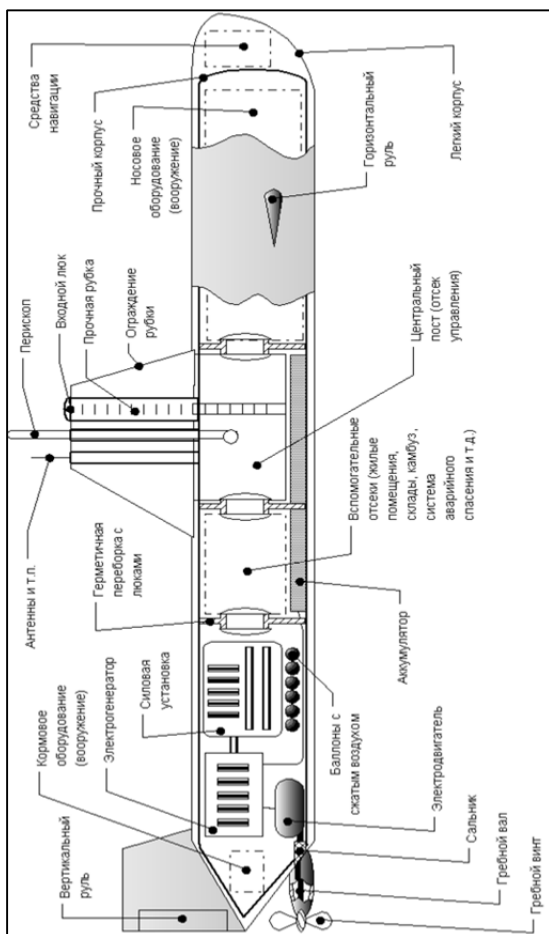 Вертикальный
руль
Кормовое
оборудование
(вооружение)
Электрогенератор
Силовая
установка
Герметичная
переборка с
люками
Антенны и т.п.
Перископ
Входной люк
Прочная рубка
Ограждение
рубки
Носовое
оборудование
(вооружение)
Прочный корпус
Средства
навигации
Гребной винт
Гребной вал
Сальник
Электродвигатель
Баллоны с
сжатым воздухом
Аккумулятор
Вспомогательные
отсеки (жилые
помещения,
склады, камбуз,
система
аварийного
спасения и т.д.)
Центральный
пост (отсек
управления)
Горизонтальный
руль
Легкий корпус